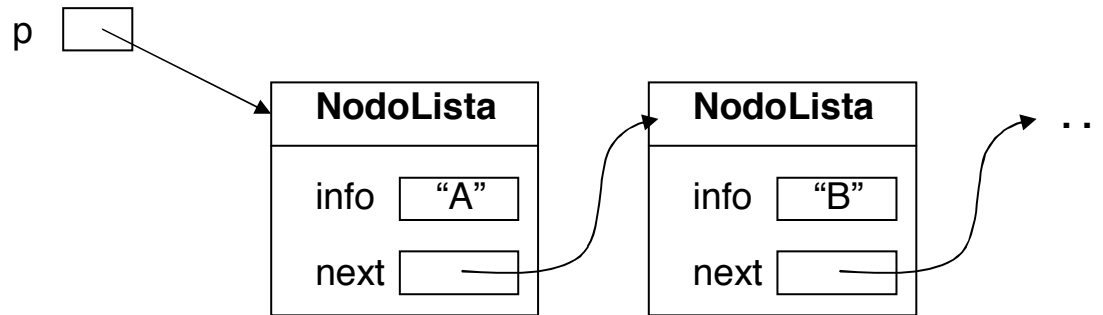 p
NodoLista NodoLista
info “A” info “B”
next next
. .